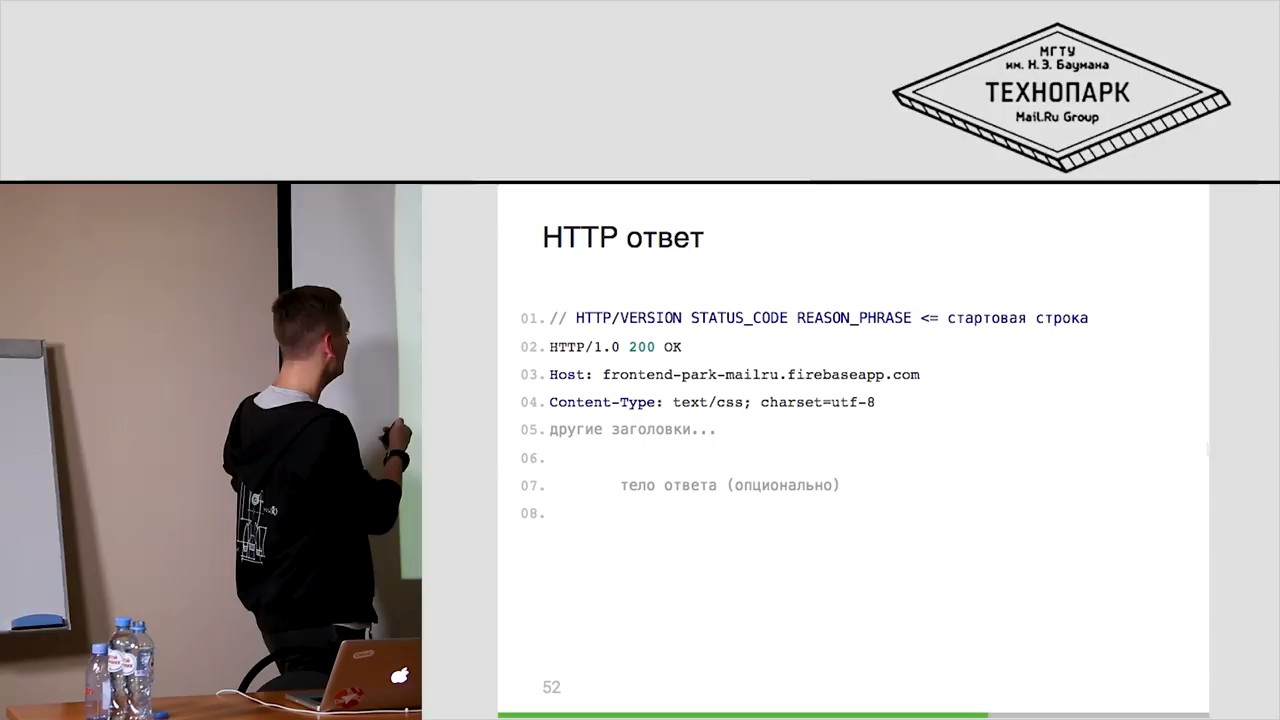 МГТУ
им. Н.Э. Баумана
ТЕХНОПАРК
Mail.Ru Group
HTTP ответ
01. // HTTP/VERSION STATUS_CODE REASON_PHRASE <= стартовая строка
02. HTTP/1.0 200 OK
03. Host: frontend-park-mailru.firebaseapp.com
04. Content-Type: text/css; charset=utf-8
05. другие заголовки...
06.
07. тело ответа (опционально)
08.
52